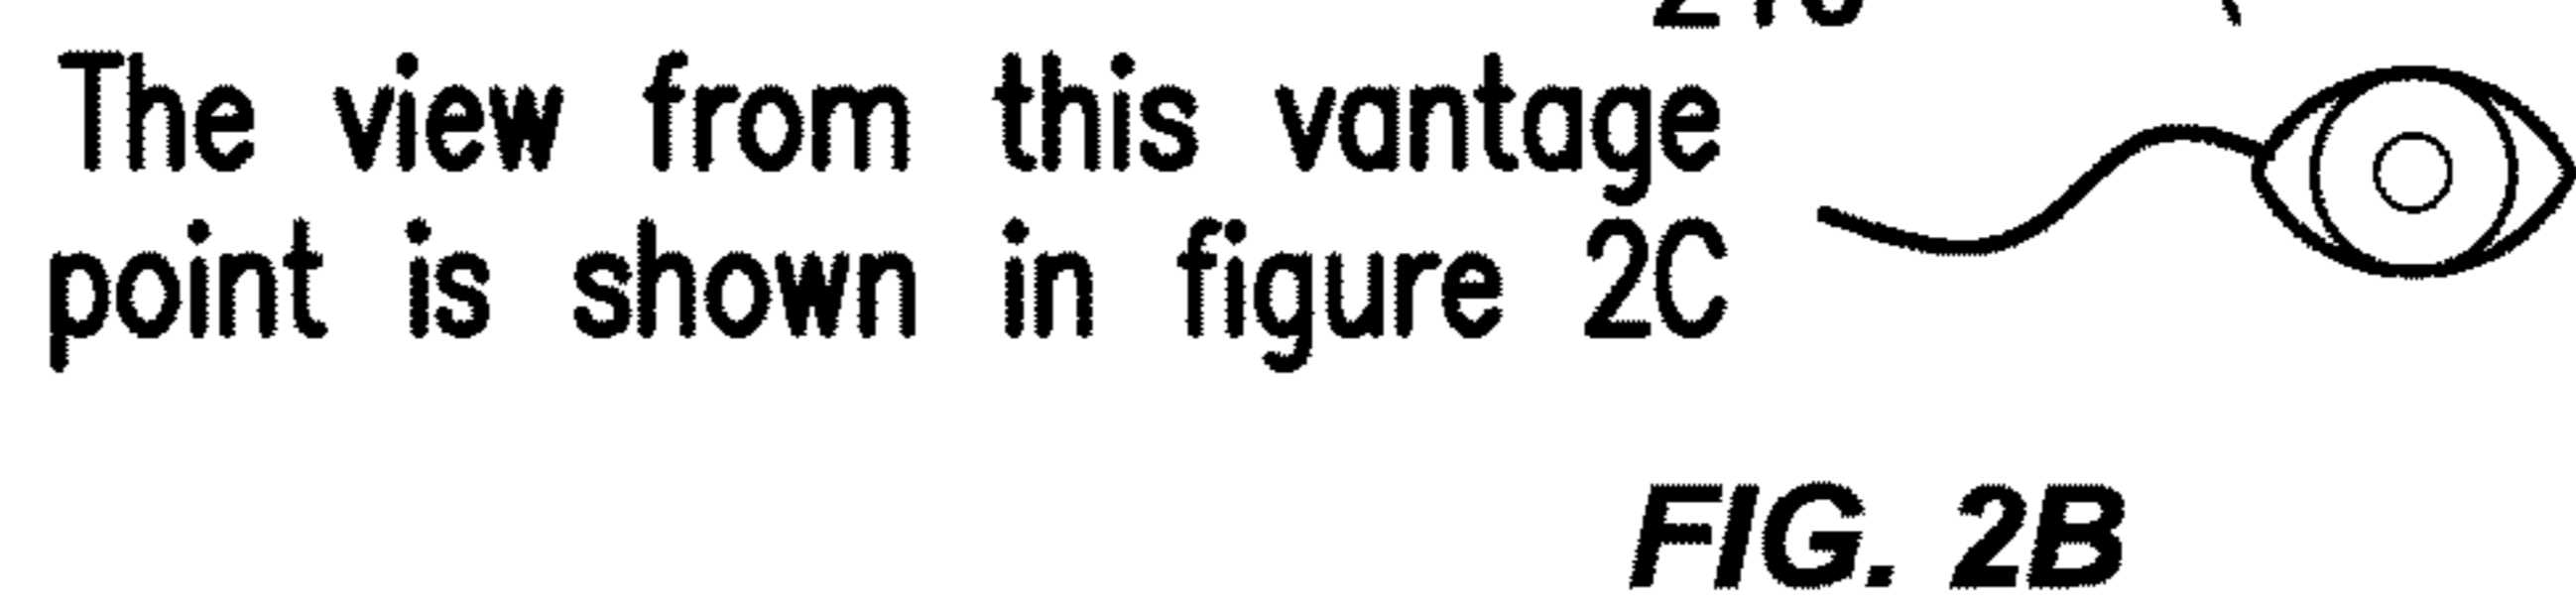 The view from this vantage
point is shown in figure 2C
FIG. 2B